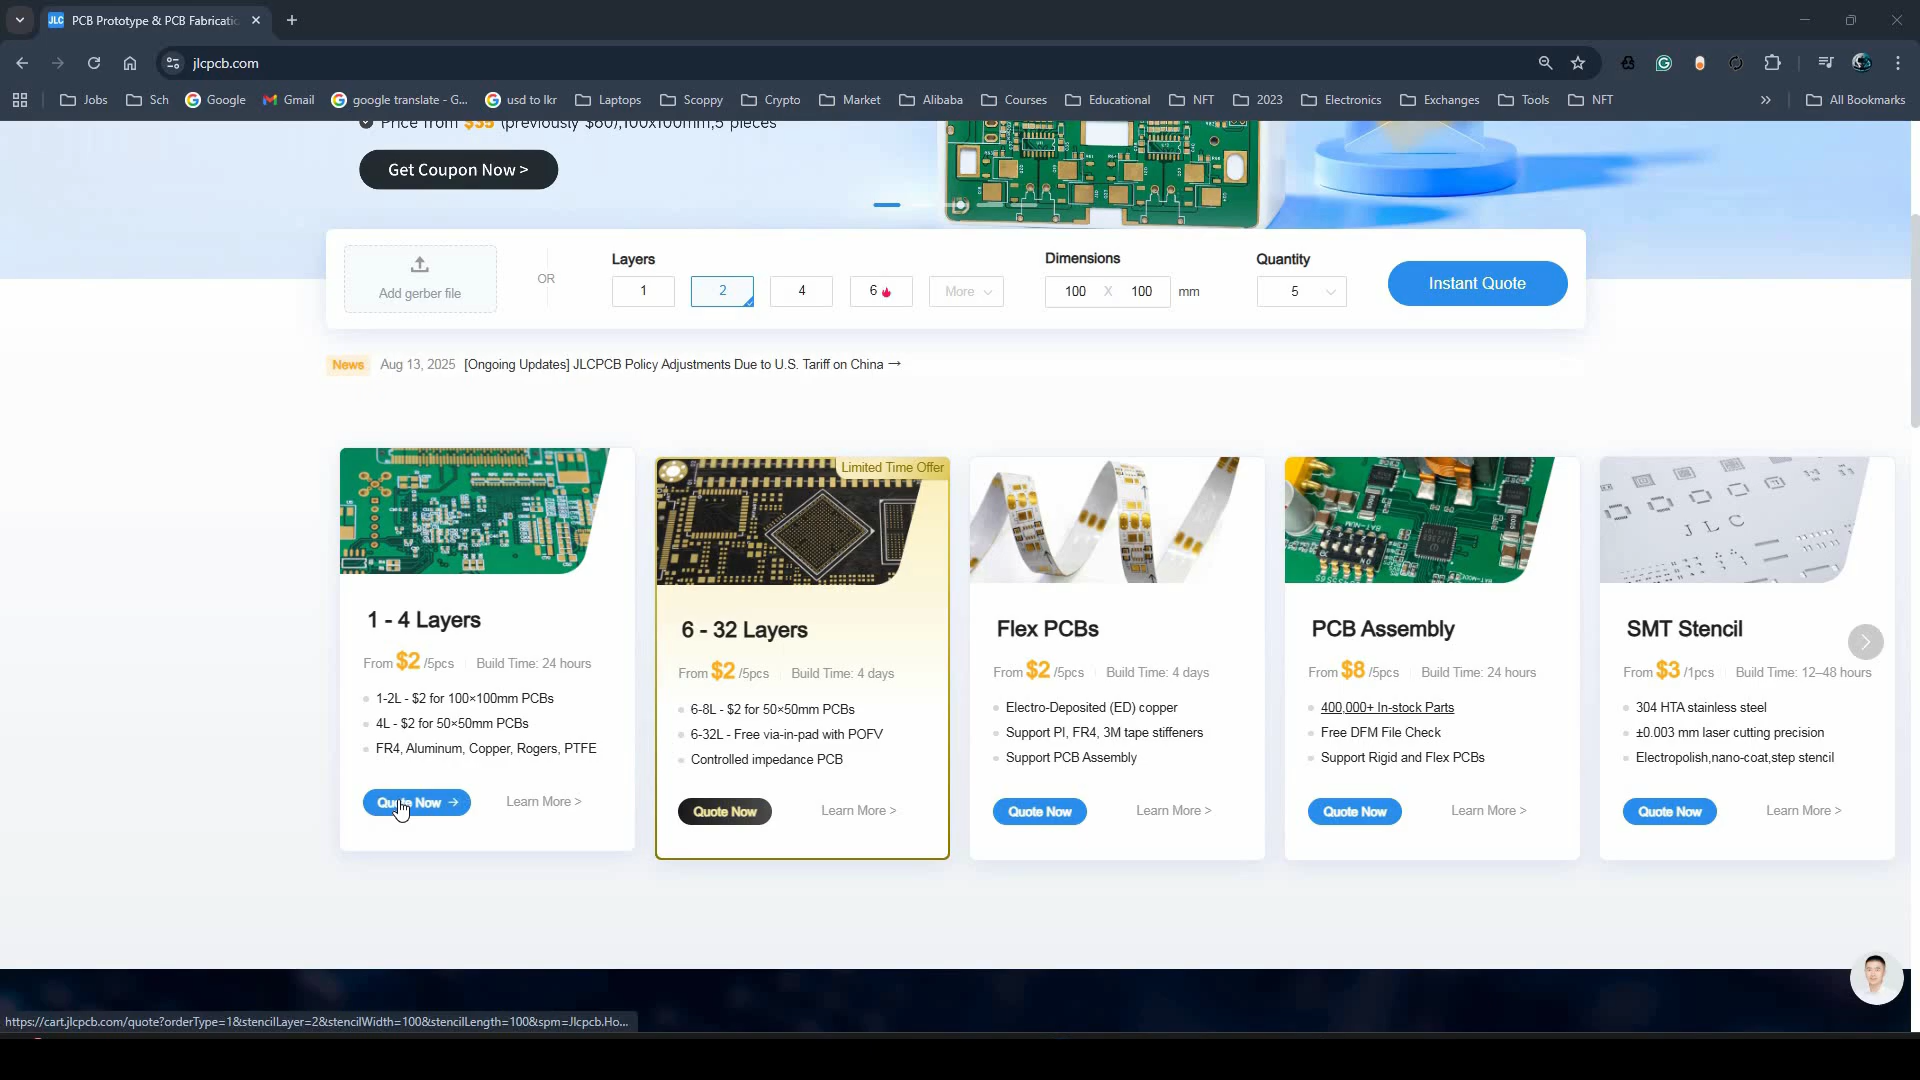 JLC PCB Prototype & PCB Fabricatio
jlcpcb.com
Jobs Sch Google Gmail google translate - G... usd to lkr Laptops Scoppy Crypto Market Alibaba Courses Educational NFT 2023 Electronics Exchanges Tools NFT » All Bookmarks
Price from $35 (previously $60),100x100mm,5 pieces
Get Coupon Now >
Add gerber file
OR
Layers
1 2 4 6 More
Dimensions
100 X 100 mm
Quantity
5
Instant Quote
News Aug 13, 2025 [Ongoing Updates] JLCPCB Policy Adjustments Due to U.S. Tariff on China →
1 - 4 Layers
From $2 /5pcs Build Time: 24 hours
1-2L - $2 for 100×100mm PCBs
4L - $2 for 50×50mm PCBs
FR4, Aluminum, Copper, Rogers, PTFE
Quote Now → Learn More >
Limited Time Offer
6 - 32 Layers
From $2 /5pcs Build Time: 4 days
6-8L - $2 for 50×50mm PCBs
6-32L - Free via-in-pad with POFV
Controlled impedance PCB
Quote Now Learn More >
Flex PCBs
From $2 /5pcs Build Time: 4 days
Electro-Deposited (ED) copper
Support PI, FR4, 3M tape stiffeners
Support PCB Assembly
Quote Now Learn More >
PCB Assembly
From $8 /5pcs Build Time: 24 hours
400,000+ In-stock Parts
Free DFM File Check
Support Rigid and Flex PCBs
Quote Now Learn More >
JLC
SMT Stencil
From $3 /1pcs Build Time: 12–48 hours
304 HTA stainless steel
±0.003 mm laser cutting precision
Electropolish,nano-coat,step stencil
Quote Now Learn More >
https://cart.jlcpcb.com/quote?orderType=1&stencilLayer=2&stencilWidth=100&stencilLength=100&spm=Jlcpcb.Ho...